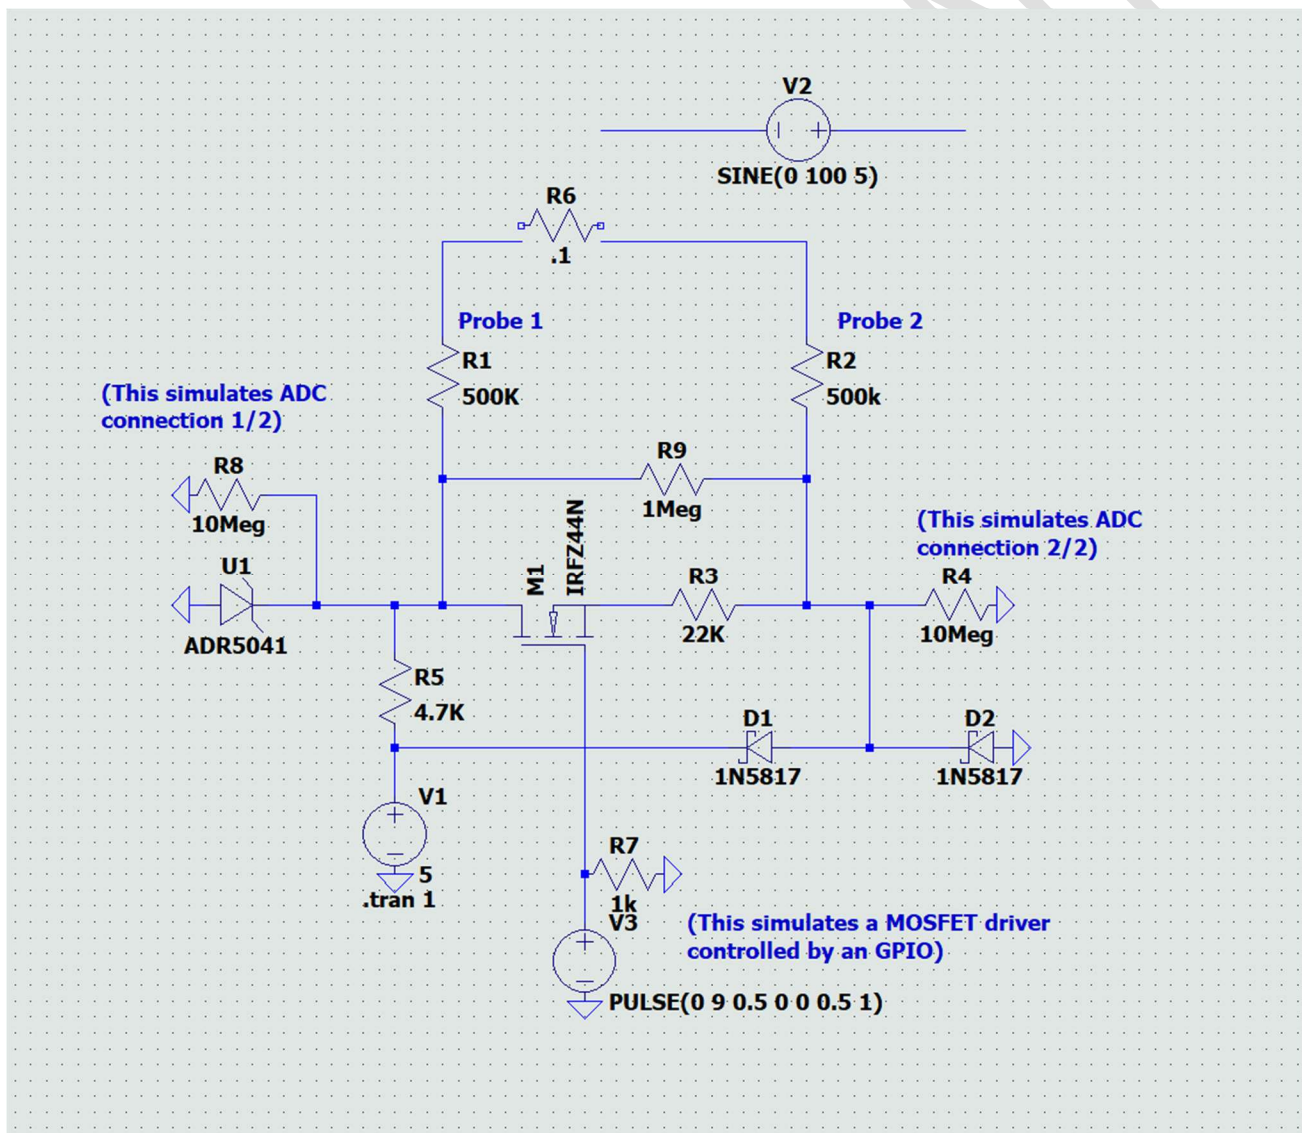 V2
SINE(0 100 5)
R6
.1
Probe 1
Probe 2
R1
500K
R2
500k
(This simulates ADC
connection 1/2)
R9
1Meg
R8
10Meg
M1
IRFZ44N
(This simulates ADC
connection 2/2)
U1
ADR5041
R3
22K
R4
10Meg
R5
4.7K
D1
1N5817
D2
1N5817
V1
5
.tran 1
R7
1k
V3
(This simulates a MOSFET driver
controlled by an GPIO)
PULSE(0 9 0.5 0 0 0.5 1)